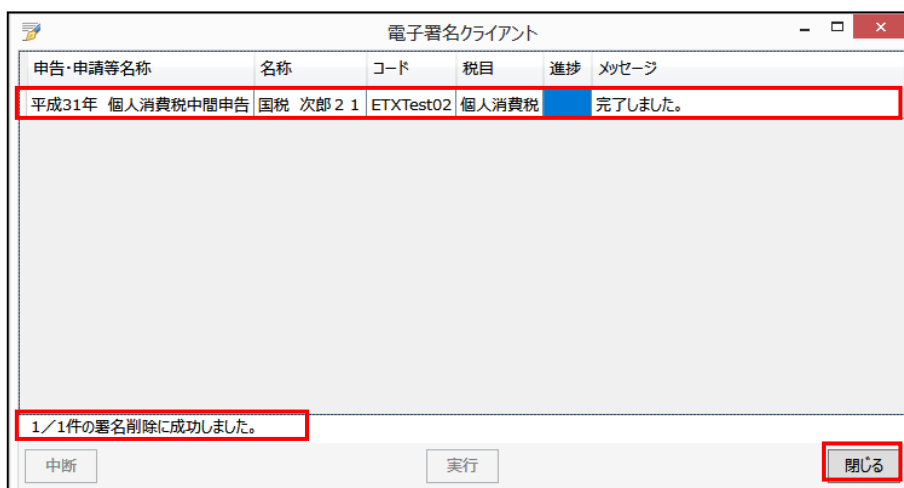 電子署名クライアント
申告・申請等名称 名称 コード 税目 進捗 メッセージ
平成31年 個人消費税中間申告 国税 次郎２１ ETXTest02 個人消費税 完了しました。
1／1件の署名削除に成功しました。
中断 実行 閉じる